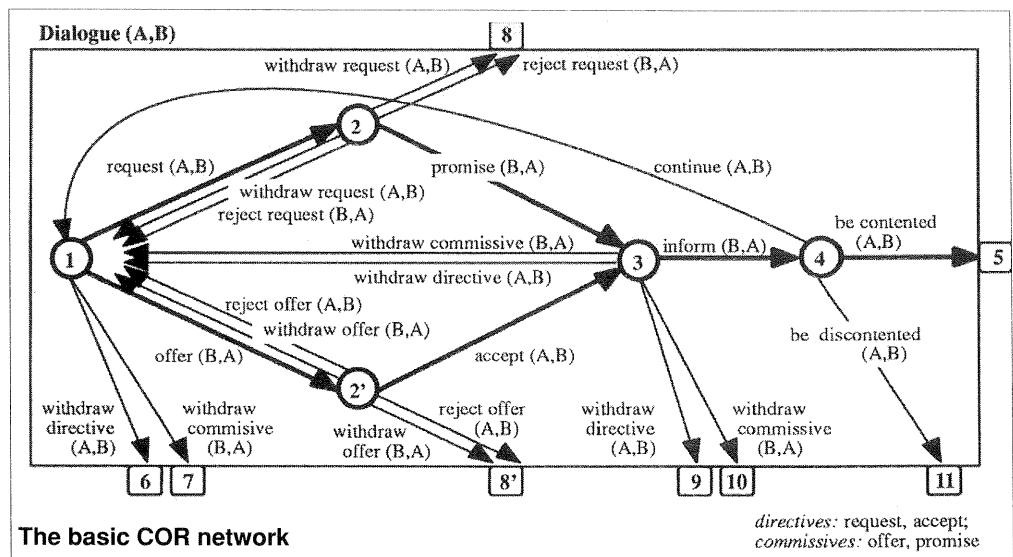 Dialogue (A,B)
8
withdraw request (A,B)
reject request (B,A)
2
request (A,B)
promise (B,A)
continue (A,B)
withdraw request (A,B)
reject request (B,A)
be contented
(A,B)
withdraw commissive (B,A)
inform (B,A)
1
3
4
5
withdraw directive (A,B)
reject offer (A,B)
withdraw offer (B,A)
offer (B,A)
accept (A,B)
be discontented
(A,B)
2'
withdraw
directive
(A,B)
withdraw
commisive
(B,A)
withdraw
offer (B,A)
reject offer
(A,B)
withdraw
directive
(A,B)
withdraw
commissive
(B,A)
6
7
8'
9
10
11
The basic COR network
directives: request, accept;
commissives: offer, promise